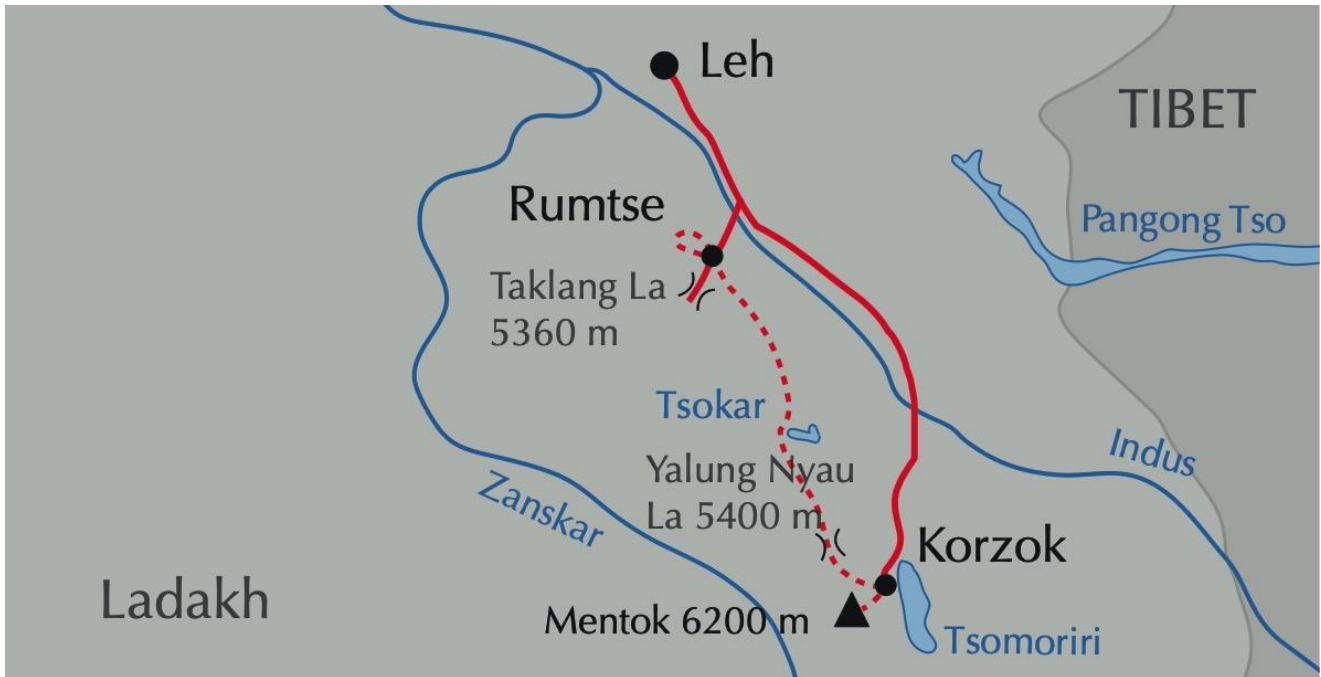 Leh
TIBET
Rumtse
Pangong Tso
Taklang La
5360 m
Tsokar
Indus
Yalung Nyau
La 5400 m
Zanskar
Korzok
Ladakh
Mentok 6200 m
Tsomoriri